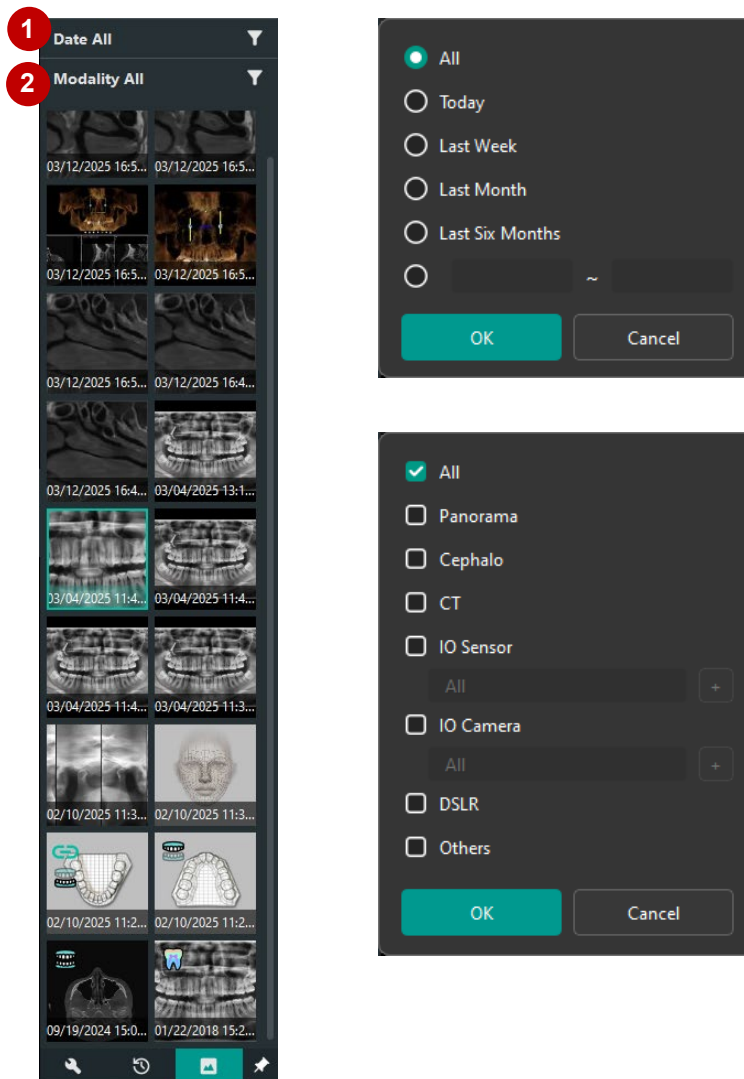 1
Date All
2
Modality All
03/12/2025 16:5... 03/12/2025 16:5...
03/12/2025 16:5... 03/12/2025 16:5...
03/12/2025 16:5... 03/12/2025 16:4...
03/12/2025 16:4... 03/04/2025 13:1...
03/04/2025 11:4... 03/04/2025 11:4...
03/04/2025 11:4... 03/04/2025 11:3...
02/10/2025 11:3... 02/10/2025 11:3...
02/10/2025 11:2... 02/10/2025 11:2...
09/19/2024 15:0... 01/22/2018 15:2...
All
Today
Last Week
Last Month
Last Six Months
~
OK Cancel
All
Panorama
Cephalo
CT
IO Sensor
All +
IO Camera
All +
DSLR
Others
OK Cancel